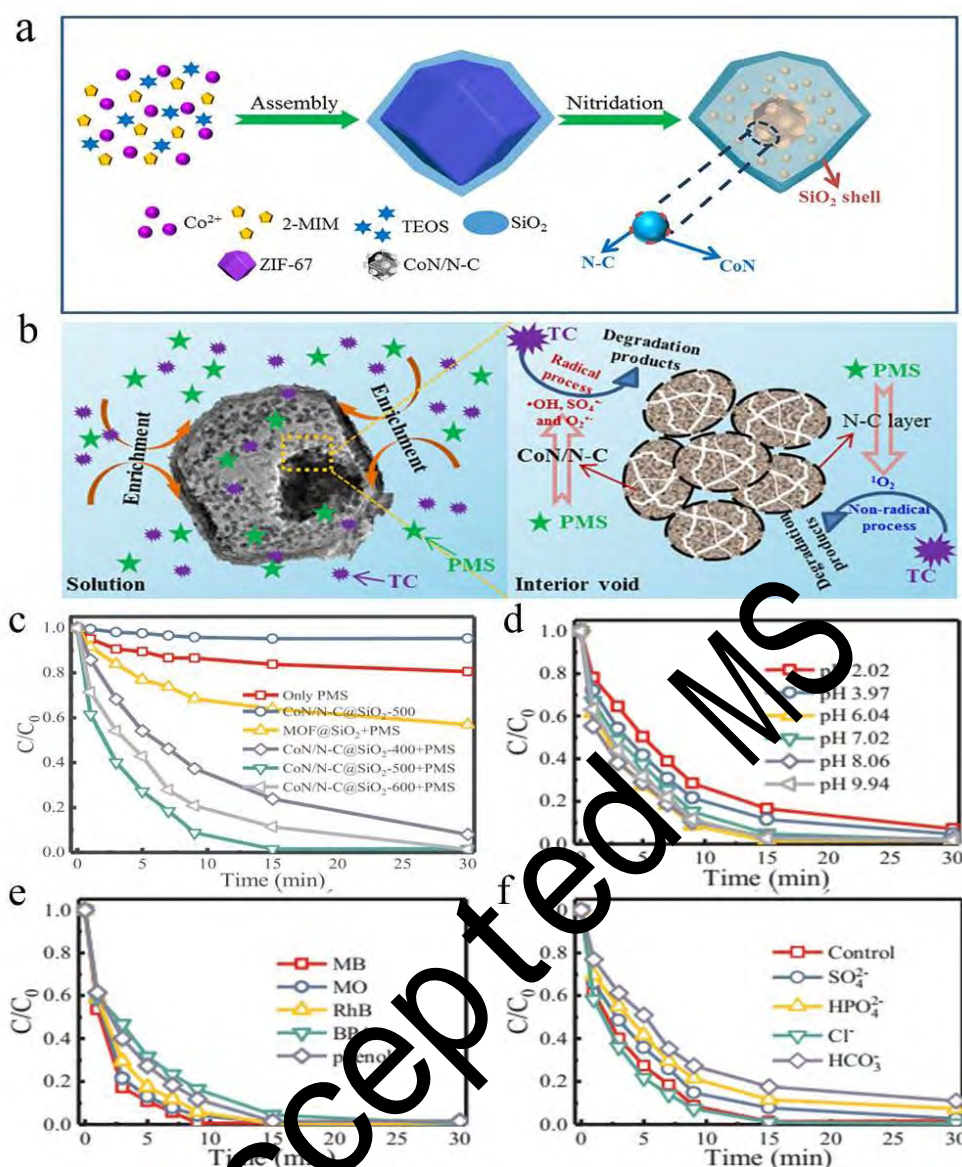 a
Assembly
Nitridation
SiO₂ shell
Co²⁺
2-MIM
TEOS
SiO₂
N-C
CoN
ZIF-67
CoN/N-C
b
Enrichment
Enrichment
Solution
TC
PMS
TC
Degradation
products
Radical
process
•OH, SO₄•⁻
and O₂•⁻
CoN/N-C
PMS
PMS
N-C layer
¹O₂
Non-radical
process
Degradation
products
TC
Interior void
c
C/C₀
1.0
0.8
0.6
0.4
0.2
0.0
Only PMS
CoN/N-C@SiO₂-500
MOF@SiO₂+PMS
CoN/N-C@SiO₂-400+PMS
CoN/N-C@SiO₂-500+PMS
CoN/N-C@SiO₂-600+PMS
0 5 10 15 20 25 30
Time (min)
d
C/C₀
1.0
0.8
0.6
0.4
0.2
0.0
pH 2.02
pH 3.97
pH 6.04
pH 7.02
pH 8.06
pH 9.94
0 5 10 15 20 25 30
Time (min)
e
C/C₀
1.0
0.8
0.6
0.4
0.2
0.0
MB
MO
RhB
phenol
0 5 10 15 20 25 30
Time (min)
f
C/C₀
1.0
0.8
0.6
0.4
0.2
0.0
Control
SO₄²⁻
HPO₄²⁻
Cl⁻
HCO₃⁻
0 5 10 15 20 25 30
Time (min)
ccepted MS